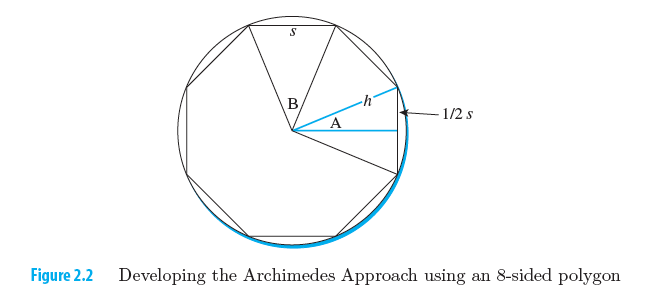 s
B
h
A
1/2 s
Figure 2.2 Developing the Archimedes Approach using an 8-sided polygon